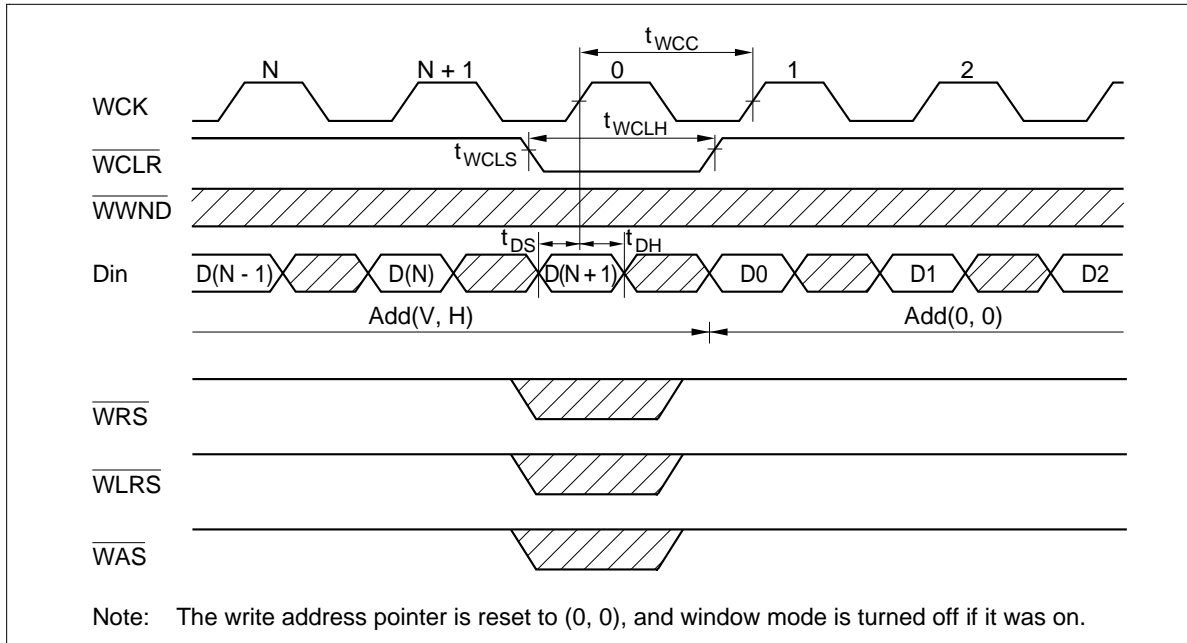 t WCC
N N + 1 0 1 2
WCK
t WCLH
t WCLS
WCLR
WWND
t DS t DH
Din D(N - 1) D(N) D(N + 1) D0 D1 D2
Add(V, H) Add(0, 0)
WRS
WLRS
WAS
Note: The write address pointer is reset to (0, 0), and window mode is turned off if it was on.